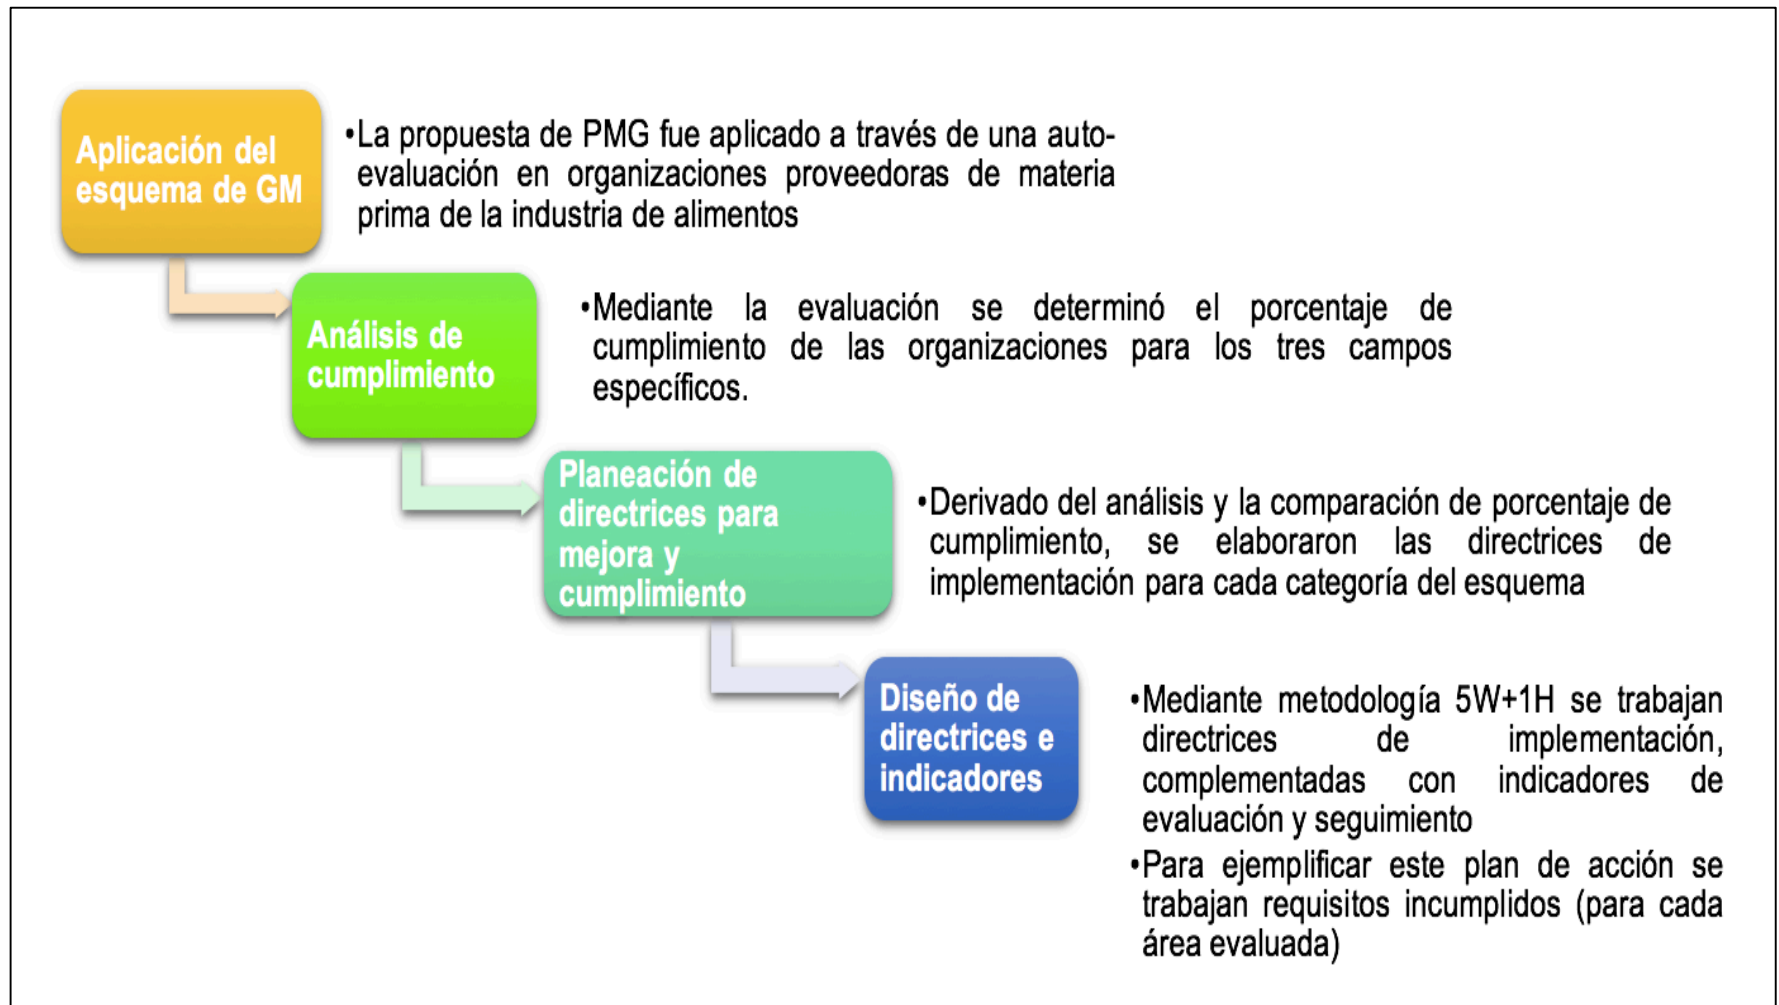 Aplicación del
esquema de GM
•La propuesta de PMG fue aplicado a través de una auto-
evaluación en organizaciones proveedoras de materia
prima de la industria de alimentos
Análisis de
cumplimiento
•Mediante la evaluación se determinó el porcentaje de
cumplimiento de las organizaciones para los tres campos
específicos.
Planeación de
directrices para
mejora y
cumplimiento
•Derivado del análisis y la comparación de porcentaje de
cumplimiento, se elaboraron las directrices de
implementación para cada categoría del esquema
Diseño de
directrices e
indicadores
•Mediante metodología 5W+1H se trabajan
directrices de implementación,
complementadas con indicadores de
evaluación y seguimiento
•Para ejemplificar este plan de acción se
trabajan requisitos incumplidos (para cada
área evaluada)